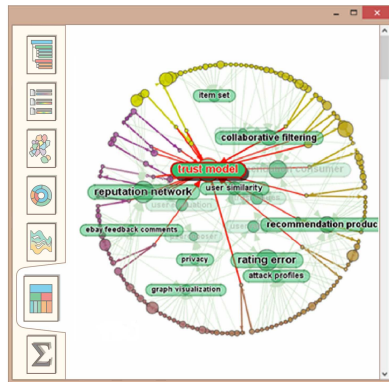 item set
collaborative filtering
trust model
consumer
reputation network
user similarity
ebay feedback comments
recommendation produc
privacy
rating error
attack profiles
graph visualization
Σ